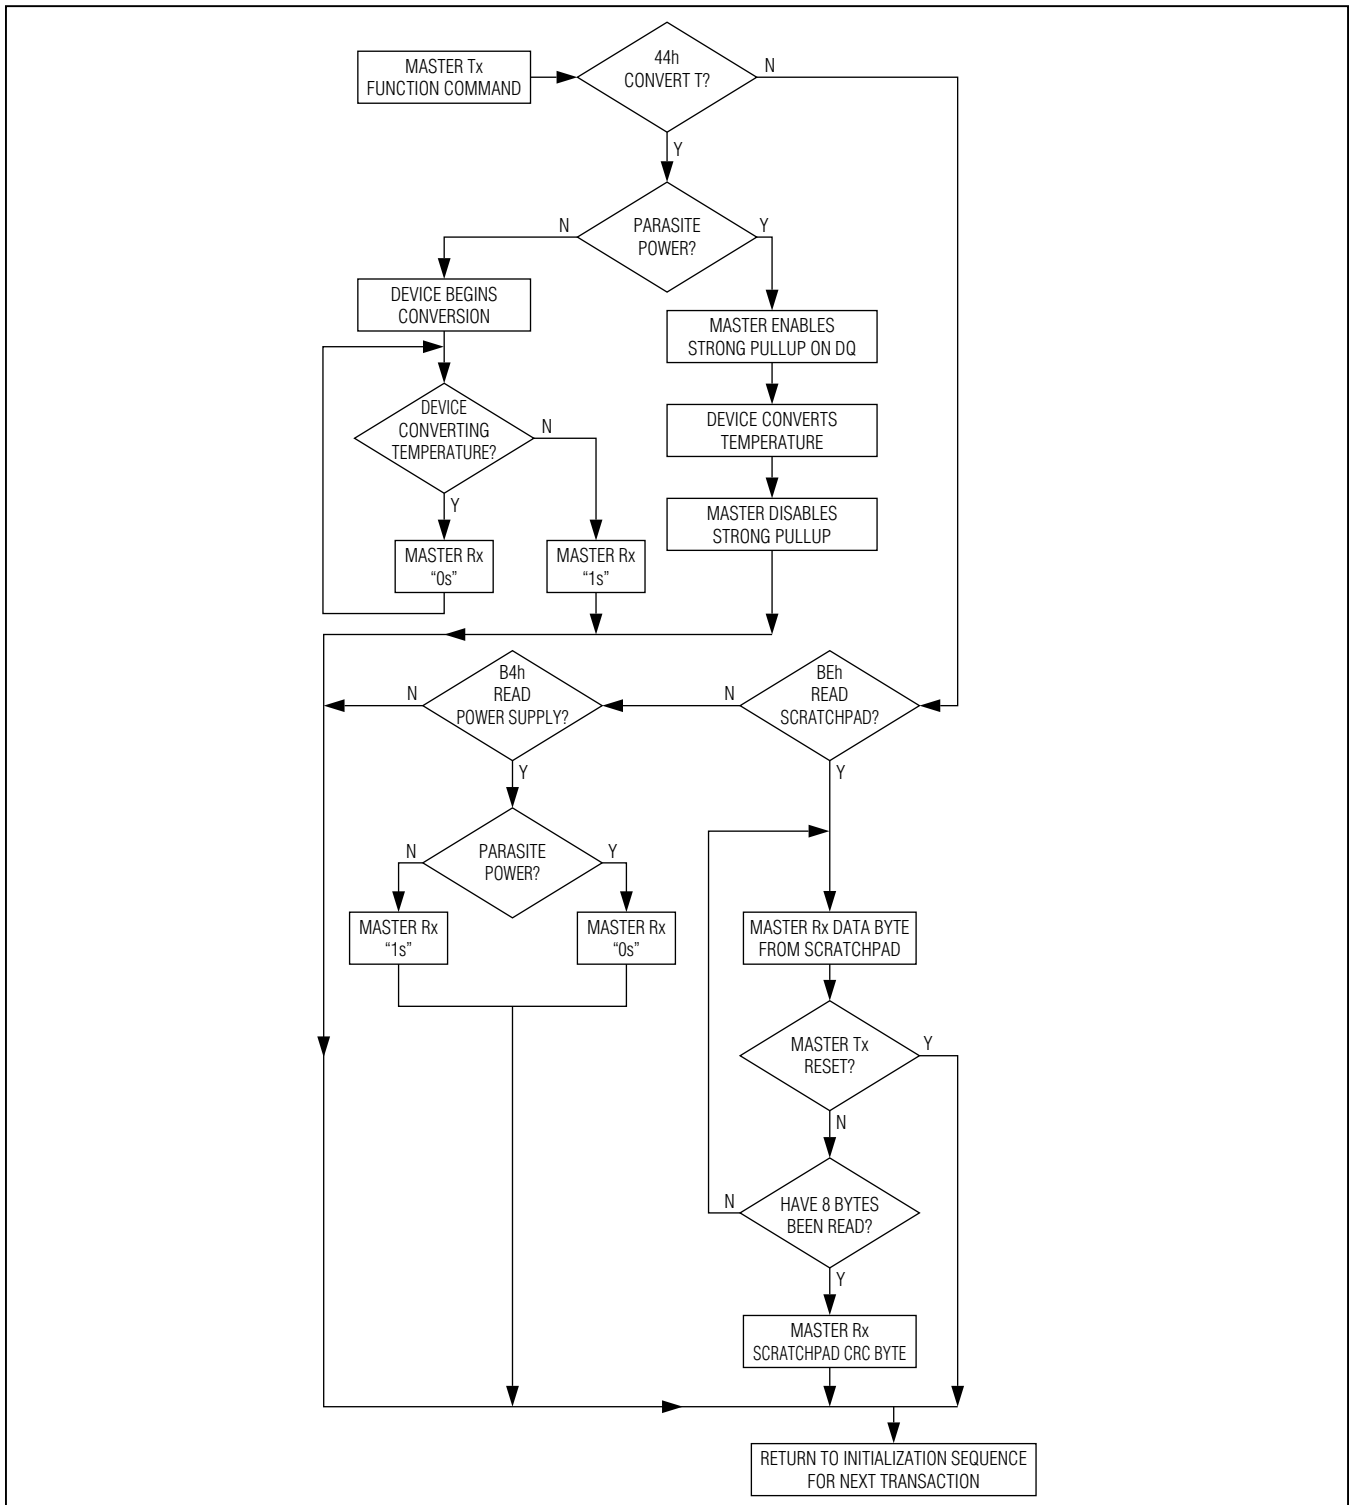 MASTER Tx
FUNCTION COMMAND
44h
CONVERT T?
N
Y
PARASITE
POWER?
N
Y
DEVICE BEGINS
CONVERSION
MASTER ENABLES
STRONG PULLUP ON DQ
DEVICE
CONVERTING
TEMPERATURE?
N
Y
DEVICE CONVERTS
TEMPERATURE
MASTER DISABLES
STRONG PULLUP
MASTER Rx
“0s”
MASTER Rx
“1s”
B4h
READ
POWER SUPPLY?
N
Y
BEh
READ
SCRATCHPAD?
N
Y
PARASITE
POWER?
N
Y
MASTER Rx
“1s”
MASTER Rx
“0s”
MASTER Rx DATA BYTE
FROM SCRATCHPAD
MASTER Tx
RESET?
Y
N
HAVE 8 BYTES
BEEN READ?
N
Y
MASTER Rx
SCRATCHPAD CRC BYTE
RETURN TO INITIALIZATION SEQUENCE
FOR NEXT TRANSACTION